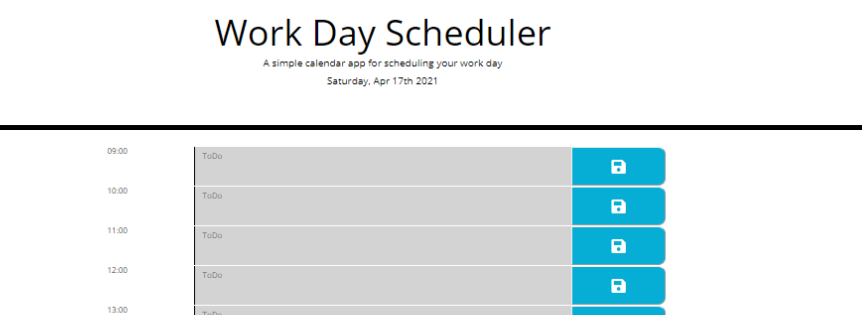 Work Day Scheduler
A simple calendar app for scheduling your work day
Saturday, Apr 17th 2021
09:00 ToDo
10:00 ToDo
11:00 ToDo
12:00 ToDo
13:00 ToDo